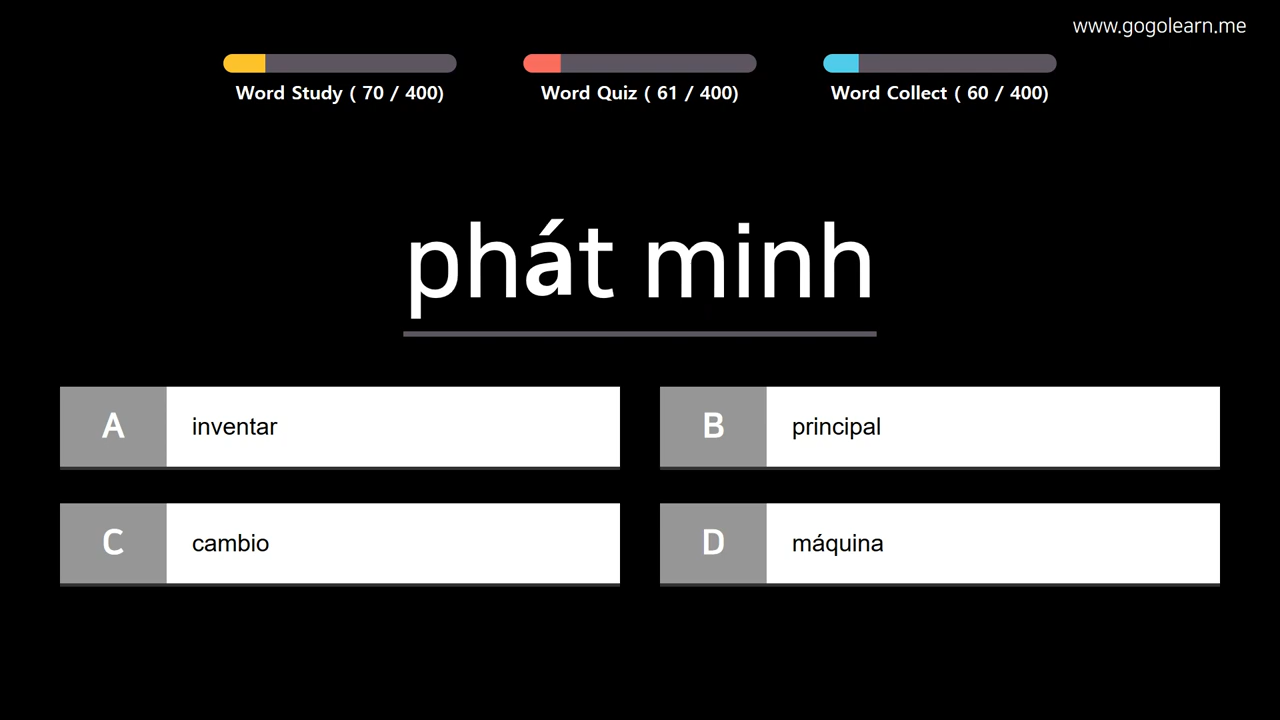 www.gogolearn.me
Word Study ( 70 / 400)
Word Quiz ( 61 / 400)
Word Collect ( 60 / 400)
phát minh
A inventar
B principal
C cambio
D máquina